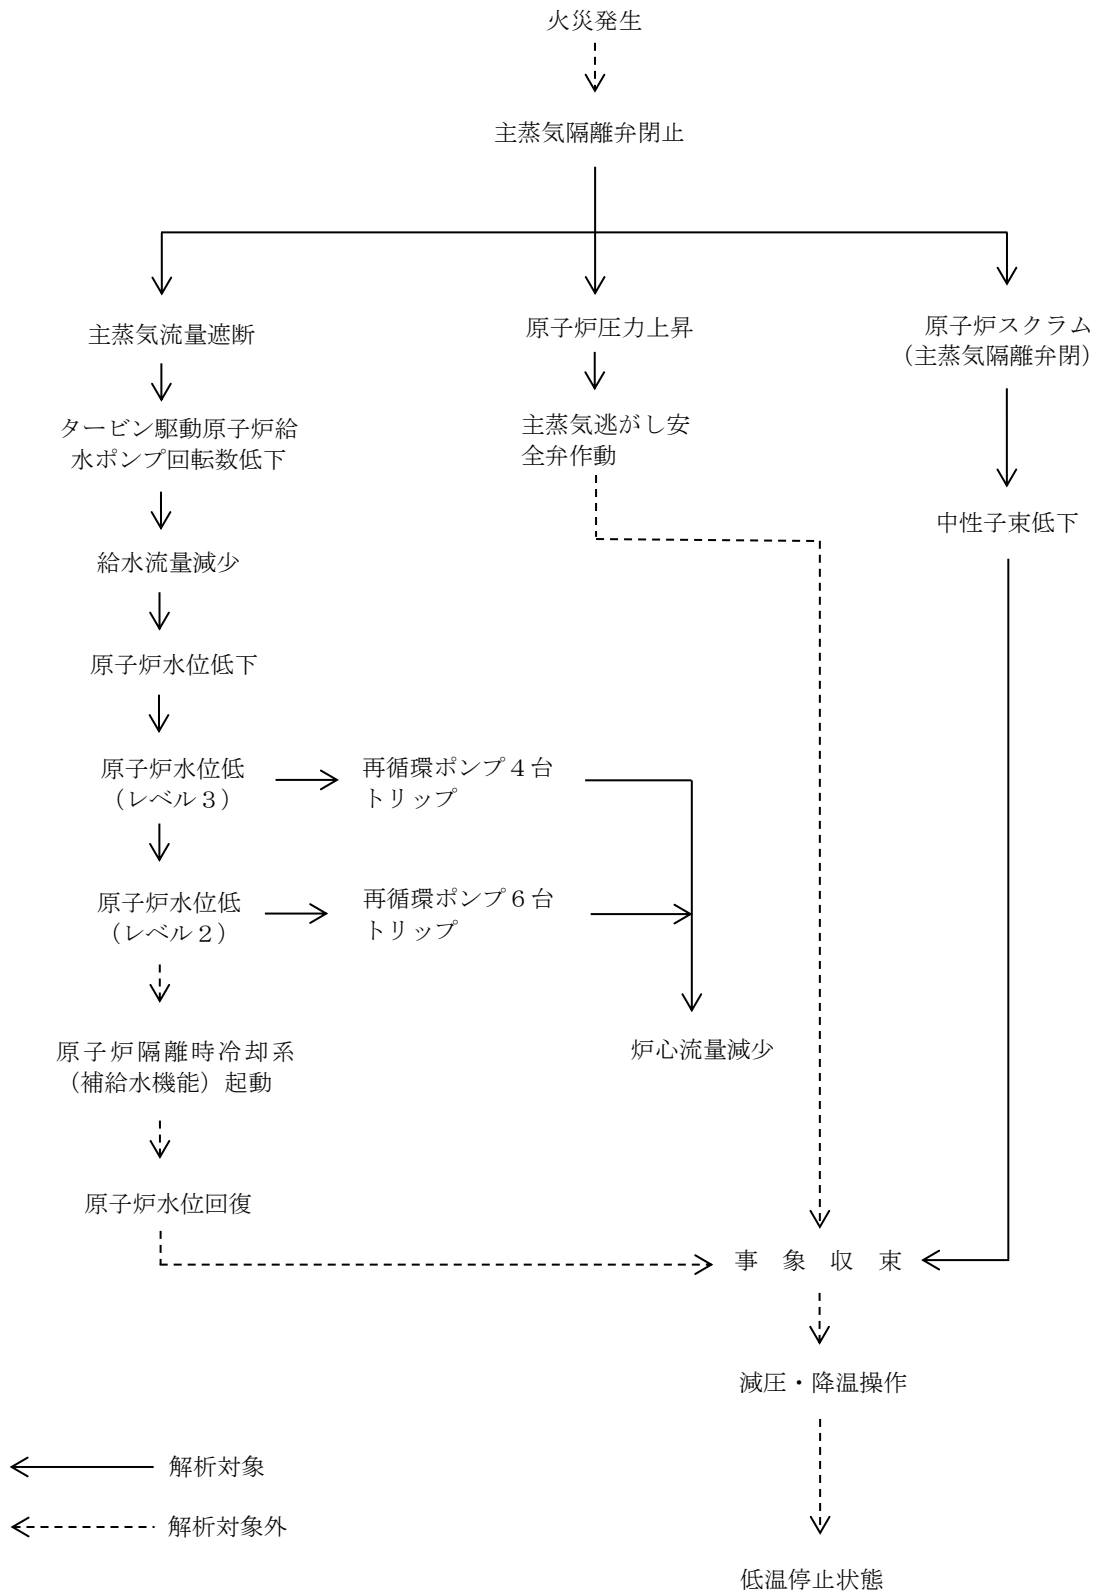 火災発生
主蒸気隔離弁閉止
主蒸気流量遮断
タービン駆動原子炉給
水ポンプ回転数低下
給水流量減少
原子炉水位低下
原子炉水位低
（レベル３）
再循環ポンプ４台
トリップ
原子炉水位低
（レベル２）
再循環ポンプ６台
トリップ
原子炉隔離時冷却系
（補給水機能）起動
原子炉水位回復
炉心流量減少
原子炉圧力上昇
主蒸気逃がし安
全弁作動
原子炉スクラム
（主蒸気隔離弁閉）
中性子束低下
事　象　収　束
減圧・降温操作
低温停止状態
解析対象
解析対象外